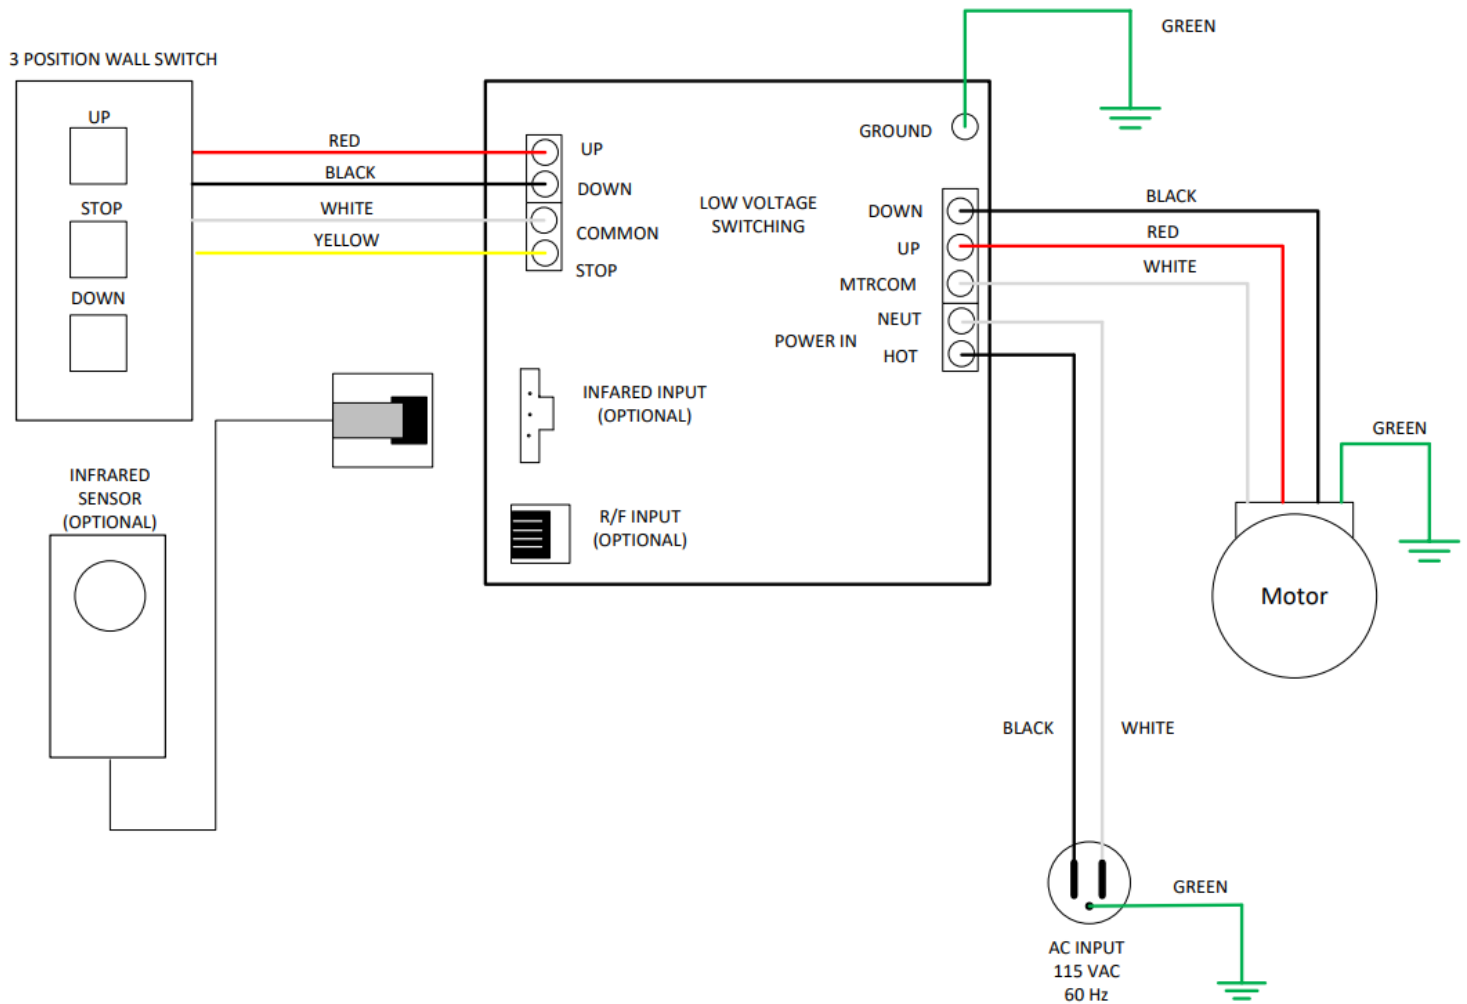 3 POSITION WALL SWITCH
UP
STOP
DOWN
RED
BLACK
WHITE
YELLOW
UP
DOWN
COMMON
STOP
LOW VOLTAGE
SWITCHING
GROUND
GREEN
DOWN
UP
MTRCOM
NEUT
POWER IN
HOT
BLACK
RED
WHITE
GREEN
Motor
INFARED INPUT
(OPTIONAL)
R/F INPUT
(OPTIONAL)
INFRARED
SENSOR
(OPTIONAL)
BLACK
WHITE
GREEN
AC INPUT
115 VAC
60 Hz